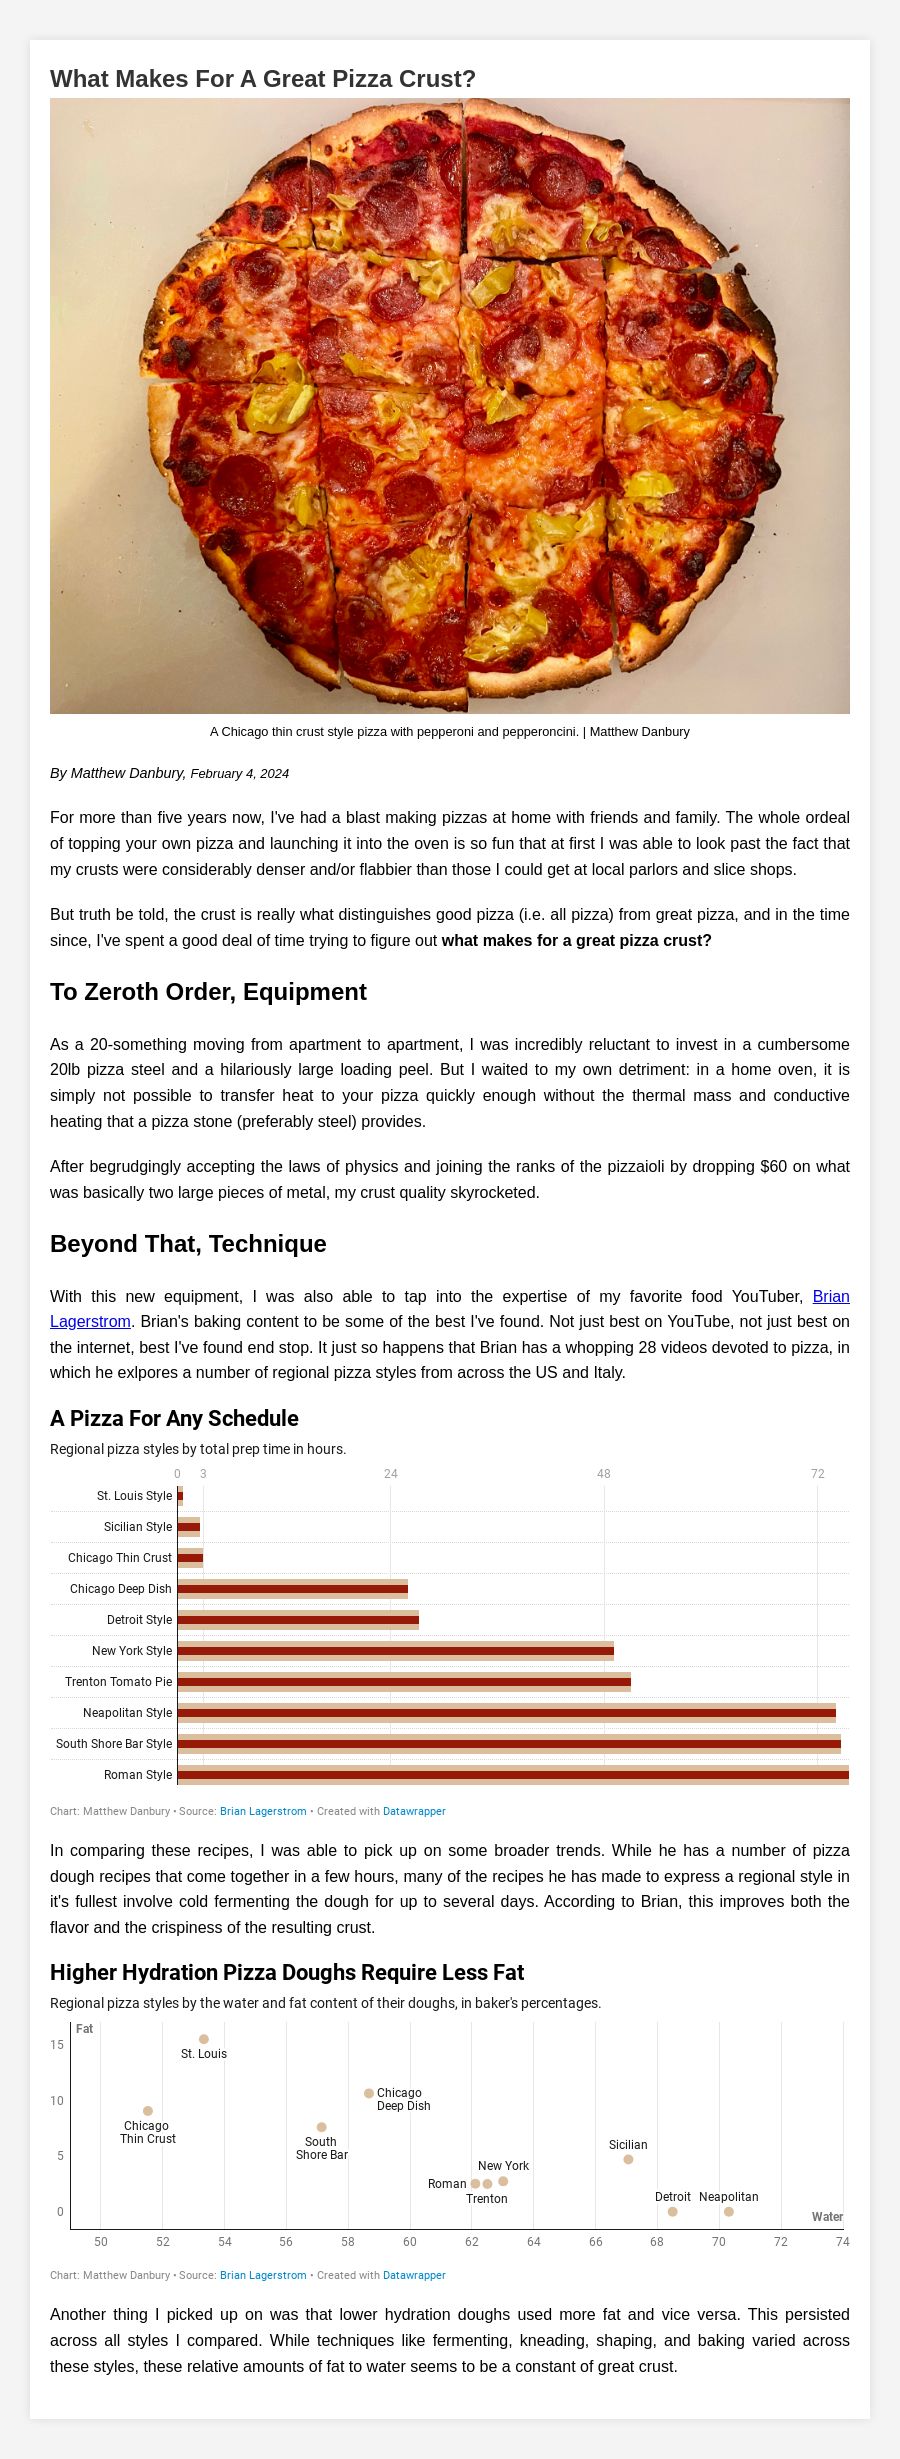 What Makes For A Great Pizza Crust?
A Chicago thin crust style pizza with pepperoni and pepperoncini. | Matthew Danbury
By Matthew Danbury, February 4, 2024
For more than five years now, I've had a blast making pizzas at home with friends and family. The whole ordeal
of topping your own pizza and launching it into the oven is so fun that at first I was able to look past the fact that
my crusts were considerably denser and/or flabbier than those I could get at local parlors and slice shops.
But truth be told, the crust is really what distinguishes good pizza (i.e. all pizza) from great pizza, and in the time
since, I've spent a good deal of time trying to figure out what makes for a great pizza crust?
To Zeroth Order, Equipment
As a 20-something moving from apartment to apartment, I was incredibly reluctant to invest in a cumbersome
20lb pizza steel and a hilariously large loading peel. But I waited to my own detriment: in a home oven, it is
simply not possible to transfer heat to your pizza quickly enough without the thermal mass and conductive
heating that a pizza stone (preferably steel) provides.
After begrudgingly accepting the laws of physics and joining the ranks of the pizzaioli by dropping $60 on what
was basically two large pieces of metal, my crust quality skyrocketed.
Beyond That, Technique
With this new equipment, I was also able to tap into the expertise of my favorite food YouTuber, Brian
Lagerstrom. Brian's baking content to be some of the best I've found. Not just best on YouTube, not just best on
the internet, best I've found end stop. It just so happens that Brian has a whopping 28 videos devoted to pizza, in
which he exlpores a number of regional pizza styles from across the US and Italy.
A Pizza For Any Schedule
Regional pizza styles by total prep time in hours.
0 3 24 48 72
St. Louis Style
Sicilian Style
Chicago Thin Crust
Chicago Deep Dish
Detroit Style
New York Style
Trenton Tomato Pie
Neapolitan Style
South Shore Bar Style
Roman Style
Chart: Matthew Danbury • Source: Brian Lagerstrom • Created with Datawrapper
In comparing these recipes, I was able to pick up on some broader trends. While he has a number of pizza
dough recipes that come together in a few hours, many of the recipes he has made to express a regional style in
it's fullest involve cold fermenting the dough for up to several days. According to Brian, this improves both the
flavor and the crispiness of the resulting crust.
Higher Hydration Pizza Doughs Require Less Fat
Regional pizza styles by the water and fat content of their doughs, in baker's percentages.
Fat
15
St. Louis
10
Chicago
Deep Dish
Chicago
Thin Crust
South
Shore Bar
5
Sicilian
New York
Roman
Trenton
Detroit Neapolitan
0
Water
50 52 54 56 58 60 62 64 66 68 70 72 74
Chart: Matthew Danbury • Source: Brian Lagerstrom • Created with Datawrapper
Another thing I picked up on was that lower hydration doughs used more fat and vice versa. This persisted
across all styles I compared. While techniques like fermenting, kneading, shaping, and baking varied across
these styles, these relative amounts of fat to water seems to be a constant of great crust.